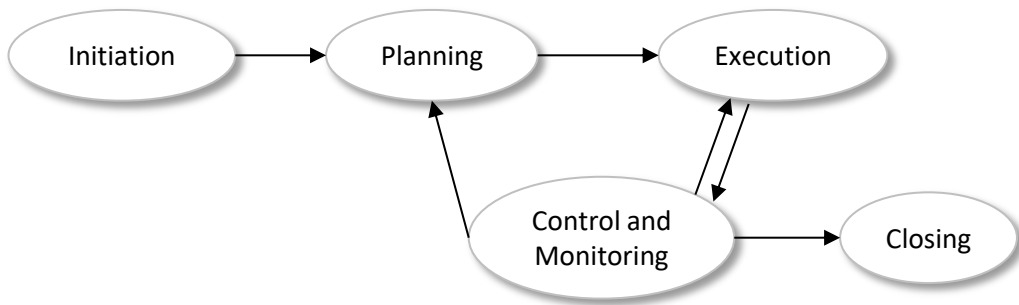 Initiation
Planning
Execution
Control and
Monitoring
Closing